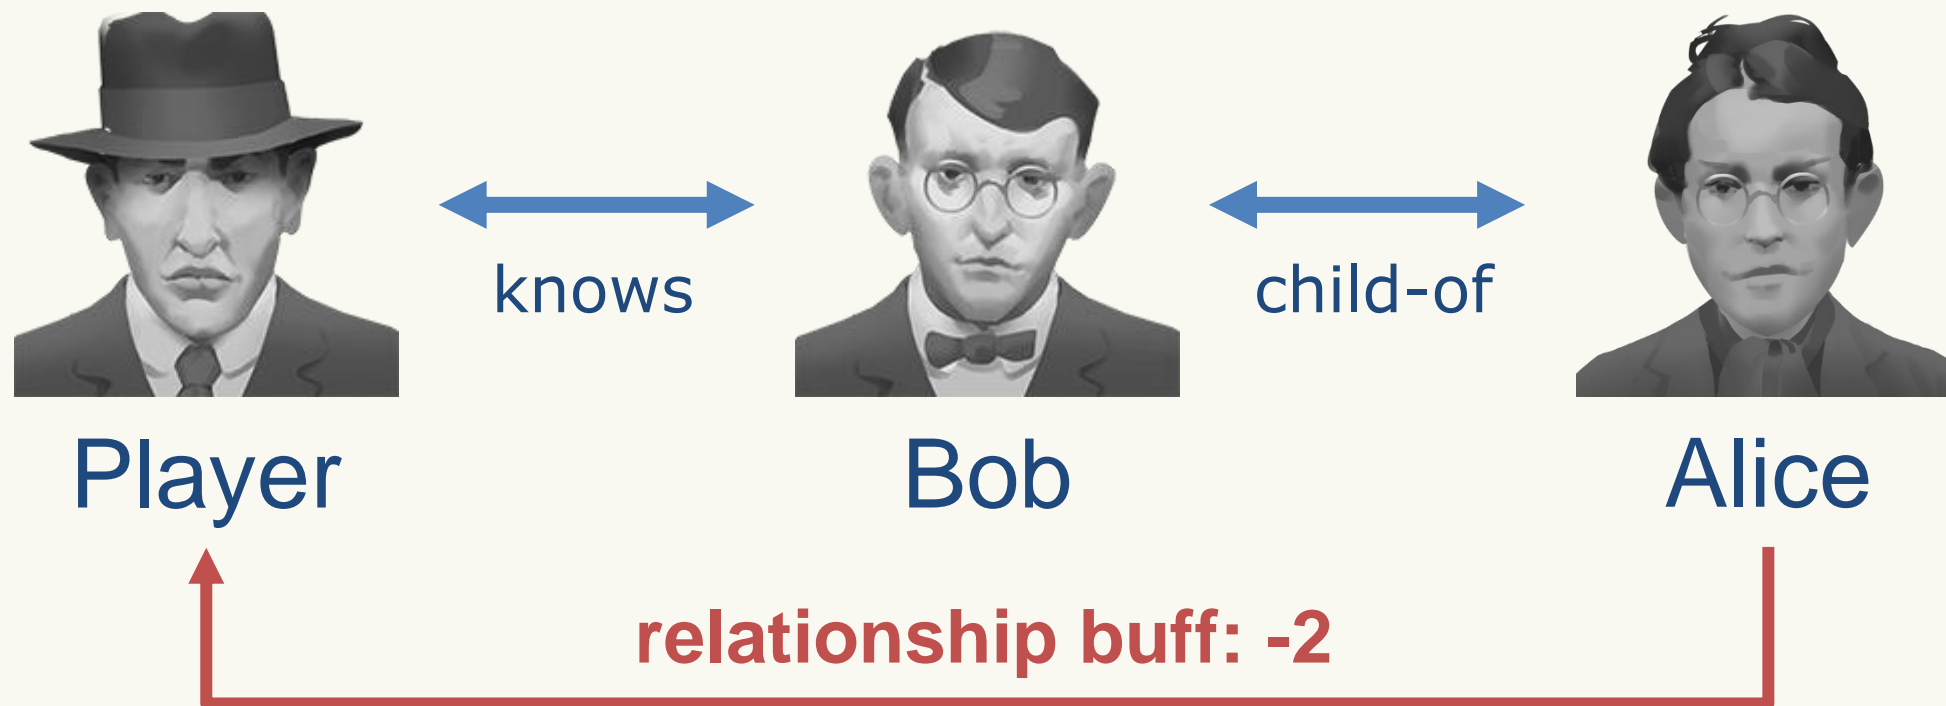 knows
child-of
Player
Bob
Alice
relationship buff: -2